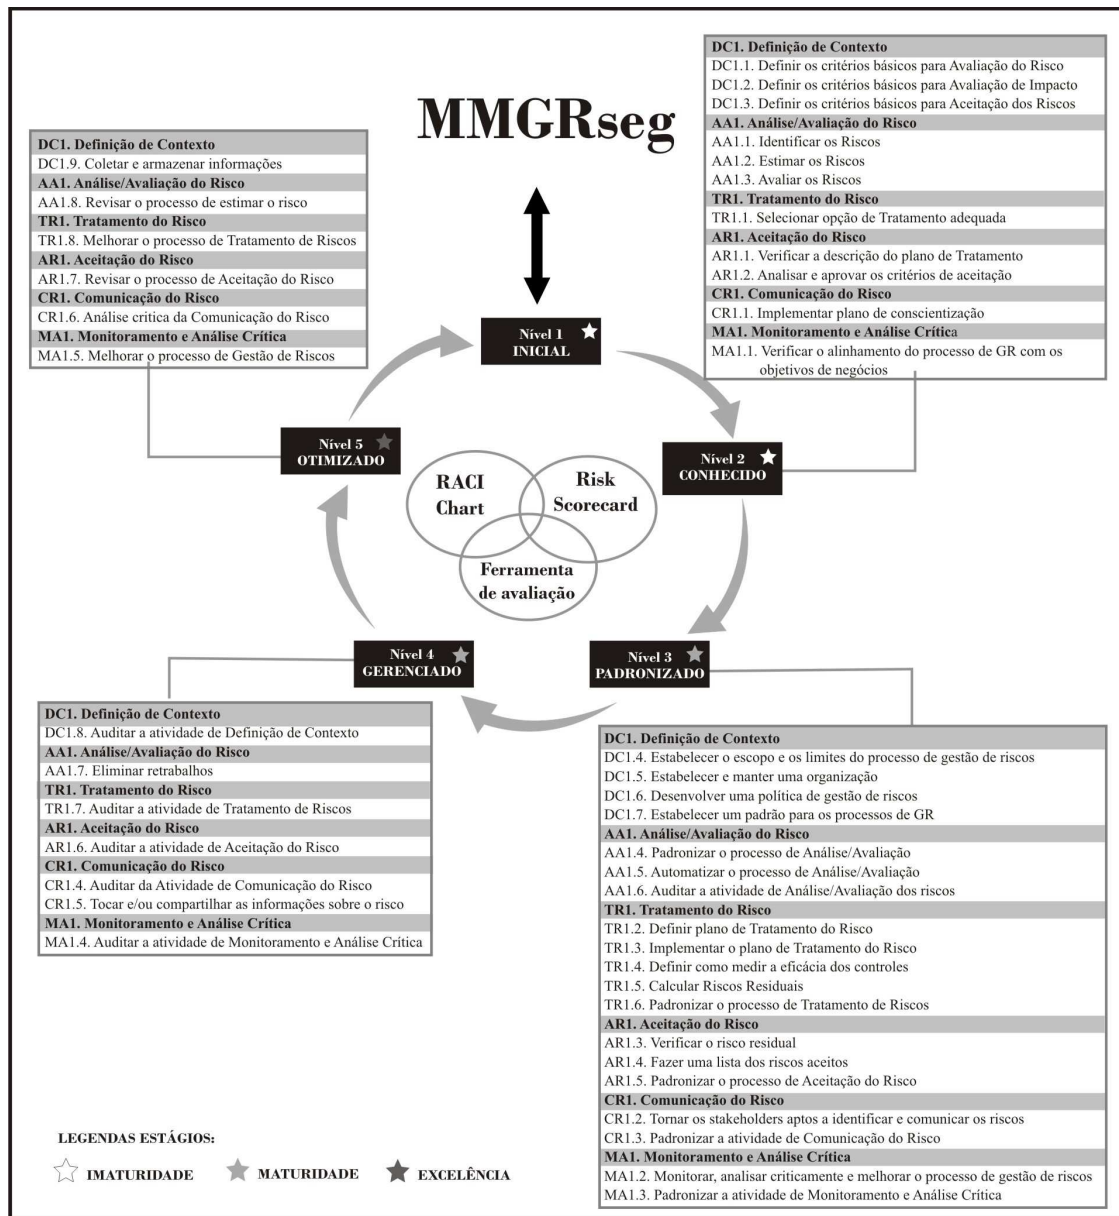 MMGRseg
DC1. Definição de Contexto
DC1.1. Definir os critérios básicos para Avaliação do Risco
DC1.2. Definir os critérios básicos para Avaliação de Impacto
DC1.3. Definir os critérios básicos para Aceitação dos Riscos
AA1. Análise/Avaliação do Risco
AA1.1. Identificar os Riscos
AA1.2. Estimar os Riscos
AA1.3. Avaliar os Riscos
TR1. Tratamento do Risco
TR1.1. Selecionar opção de Tratamento adequada
AR1. Aceitação do Risco
AR1.1. Verificar a descrição do plano de Tratamento
AR1.2. Analisar e aprovar os critérios de aceitação
CR1. Comunicação do Risco
CR1.1. Implementar plano de conscientização
MA1. Monitoramento e Análise Crítica
MA1.1. Verificar o alinhamento do processo de GR com os
objetivos de negócios
DC1. Definição de Contexto
DC1.9. Coletar e armazenar informações
AA1. Análise/Avaliação do Risco
AA1.8. Revisar o processo de estimar o risco
TR1. Tratamento do Risco
TR1.8. Melhorar o processo de Tratamento de Riscos
AR1. Aceitação do Risco
AR1.7. Revisar o processo de Aceitação do Risco
CR1. Comunicação do Risco
CR1.6. Análise critica da Comunicação do Risco
MA1. Monitoramento e Análise Crítica
MA1.5. Melhorar o processo de Gestão de Riscos
Nível 1
INICIAL
Nível 5
OTIMIZADO
Nível 2
CONHECIDO
RACI
Chart
Risk
Scorecard
Ferramenta
de avaliação
Nível 4
GERENCIADO
Nível 3
PADRONIZADO
DC1. Definição de Contexto
DC1.8. Auditar a atividade de Definição de Contexto
AA1. Análise/Avaliação do Risco
AA1.7. Eliminar retrabalhos
TR1. Tratamento do Risco
TR1.7. Auditar a atividade de Tratamento de Riscos
AR1. Aceitação do Risco
AR1.6. Auditar a atividade de Aceitação do Risco
CR1. Comunicação do Risco
CR1.4. Auditar da Atividade de Comunicação do Risco
CR1.5. Tocar e/ou compartilhar as informações sobre o risco
MA1. Monitoramento e Análise Crítica
MA1.4. Auditar a atividade de Monitoramento e Análise Crítica
DC1. Definição de Contexto
DC1.4. Estabelecer o escopo e os limites do processo de gestão de riscos
DC1.5. Estabelecer e manter uma organização
DC1.6. Desenvolver uma política de gestão de riscos
DC1.7. Estabelecer um padrão para os processos de GR
AA1. Análise/Avaliação do Risco
AA1.4. Padronizar o processo de Análise/Avaliação
AA1.5. Automatizar o processo de Análise/Avaliação
AA1.6. Auditar a atividade de Análise/Avaliação dos riscos
TR1. Tratamento do Risco
TR1.2. Definir plano de Tratamento do Risco
TR1.3. Implementar o plano de Tratamento do Risco
TR1.4. Definir como medir a eficácia dos controles
TR1.5. Calcular Riscos Residuais
TR1.6. Padronizar o processo de Tratamento de Riscos
AR1. Aceitação do Risco
AR1.3. Verificar o risco residual
AR1.4. Fazer uma lista dos riscos aceitos
AR1.5. Padronizar o processo de Aceitação do Risco
CR1. Comunicação do Risco
CR1.2. Tornar os stakeholders aptos a identificar e comunicar os riscos
CR1.3. Padronizar a atividade de Comunicação do Risco
MA1. Monitoramento e Análise Crítica
MA1.2. Monitorar, analisar criticamente e melhorar o processo de gestão de riscos
MA1.3. Padronizar a atividade de Monitoramento e Análise Crítica
LEGENDAS ESTÁGIOS:
IMATURIDADE MATURIDADE EXCELÊNCIA